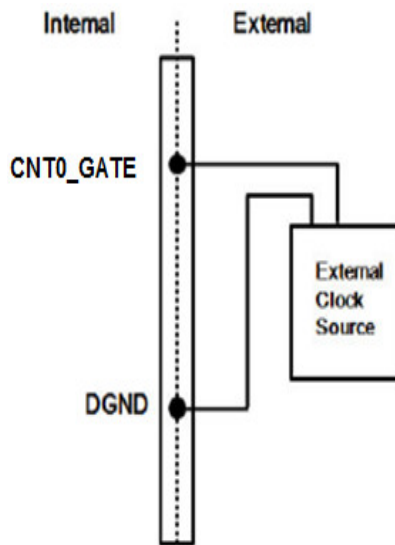 Internal External
CNT0_GATE
External
Clock
Source
DGND